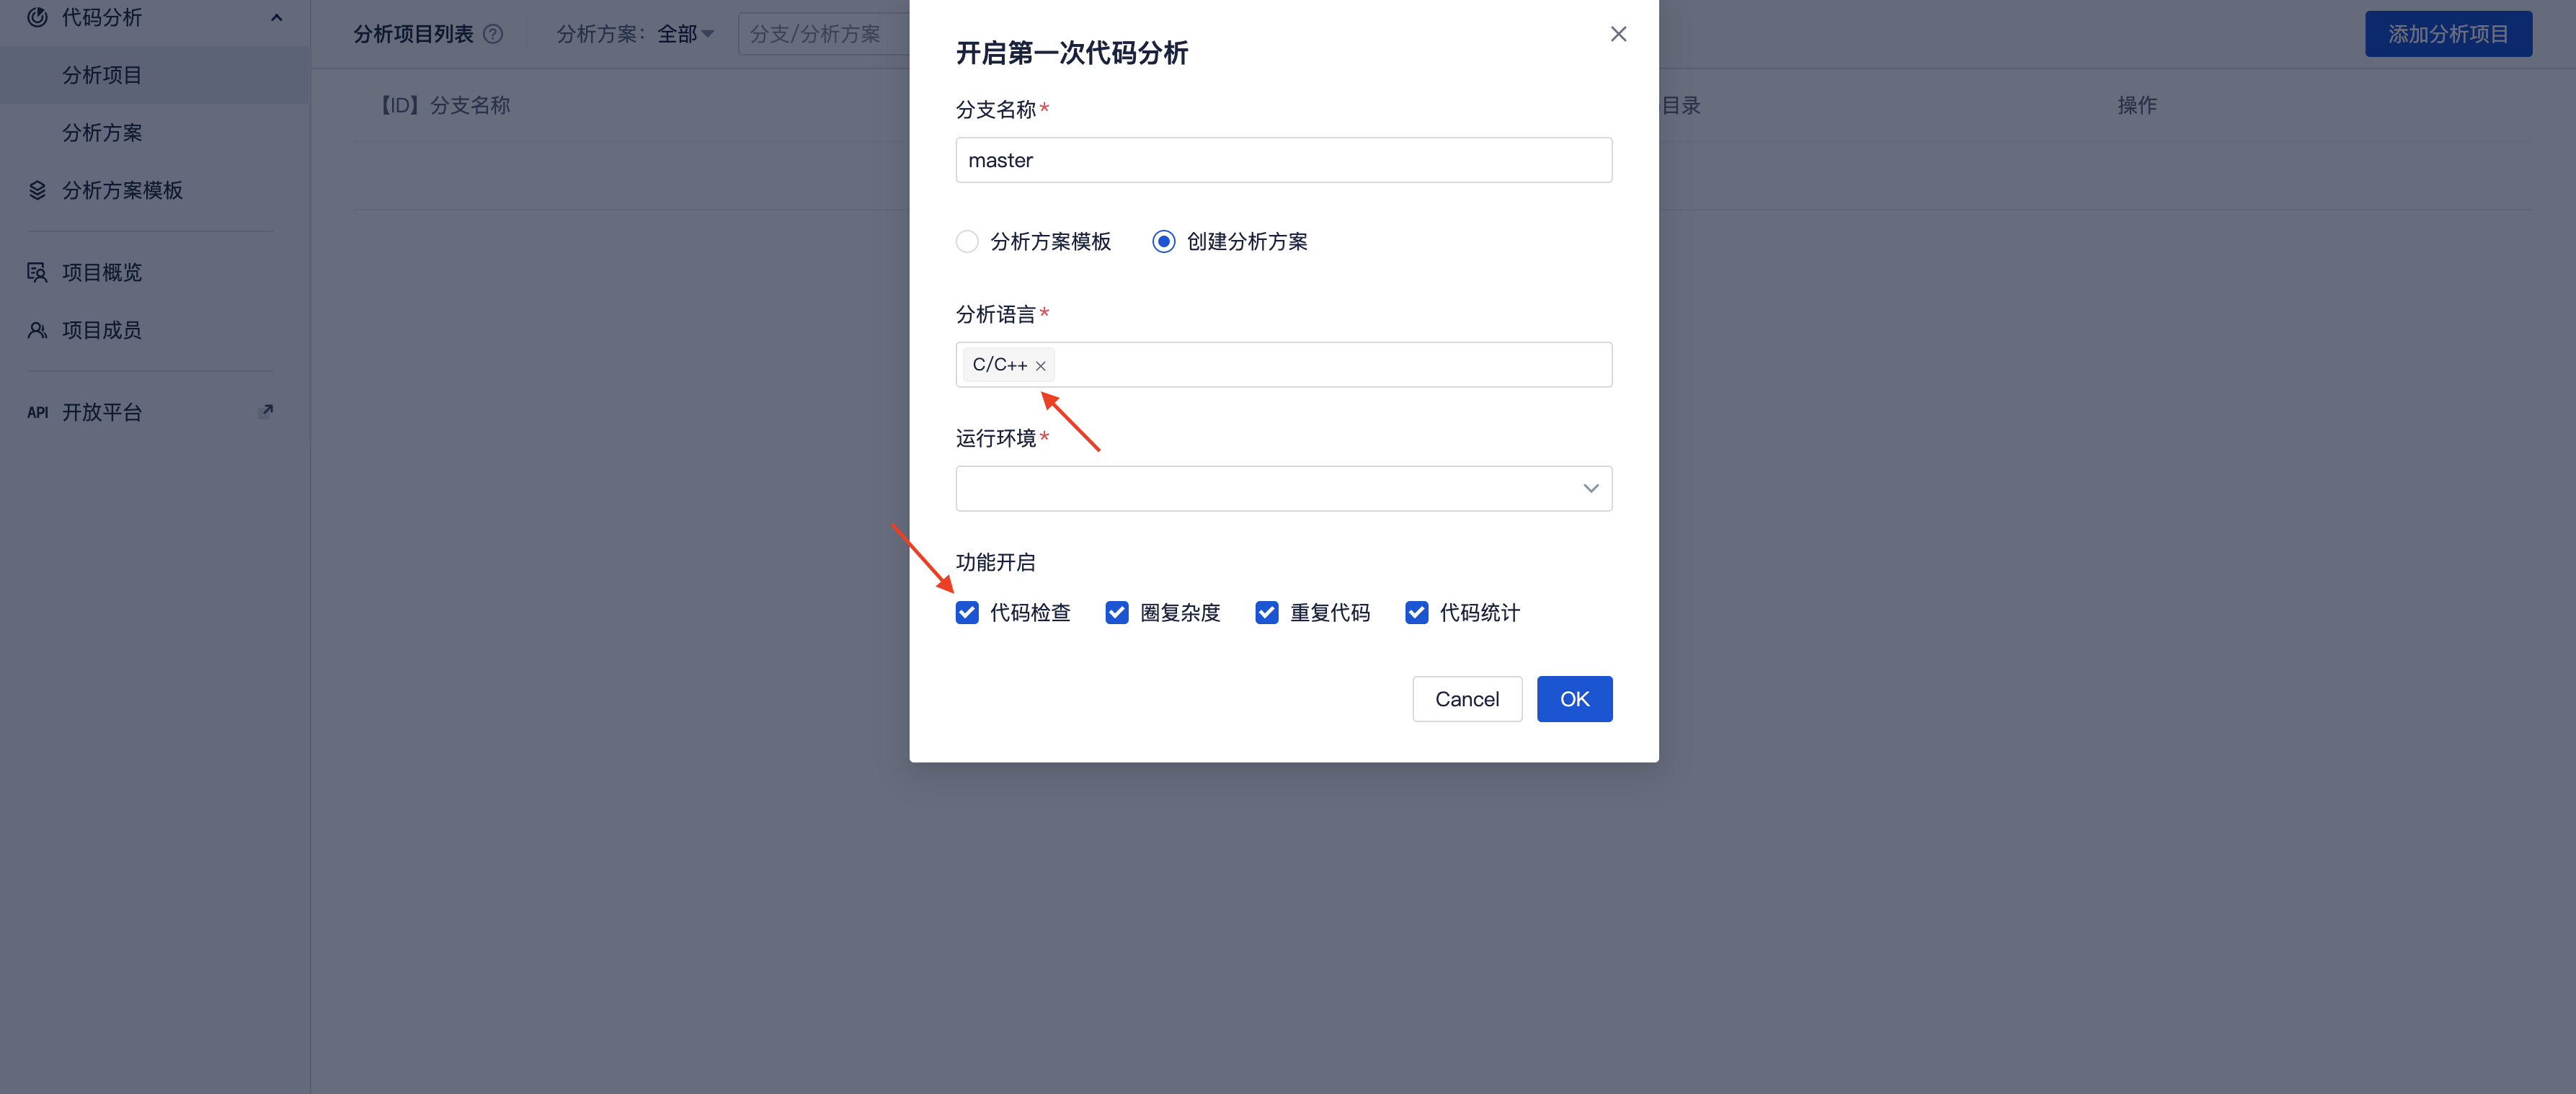 代码分析
分析项目
分析方案
分析方案模板
项目概览
项目成员
API 开放平台
分析项目列表 ? 分析方案: 全部 分支/分析方案 添加分析项目
【ID】分支名称 目录 操作
开启第一次代码分析
分支名称*
master
分析方案模板 创建分析方案
分析语言*
C/C++ ×
运行环境*
功能开启
代码检查 圈复杂度 重复代码 代码统计
Cancel OK